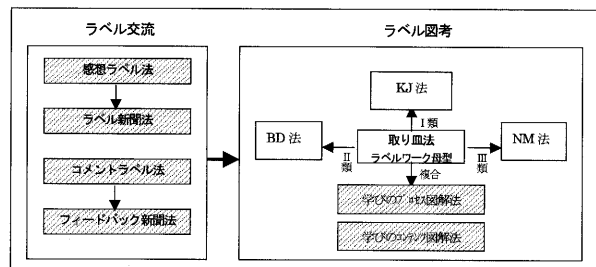 ラベル交流
感想ラベル法
ラベル新聞法
コメントラベル法
フィードバック新聞法
ラベル図考
KJ法
Ⅰ類
BD法
取り皿法
ラベルワーク母型
NM法
Ⅱ類
Ⅲ類
複合
学びのプロセス図解法
学びのコンテンツ図解法